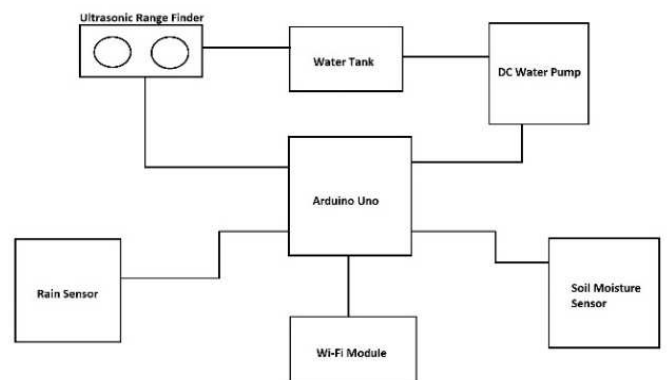 Ultrasonic Range Finder
Water Tank
DC Water Pump
Arduino Uno
Rain Sensor
Soil Moisture
Sensor
Wi-Fi Module